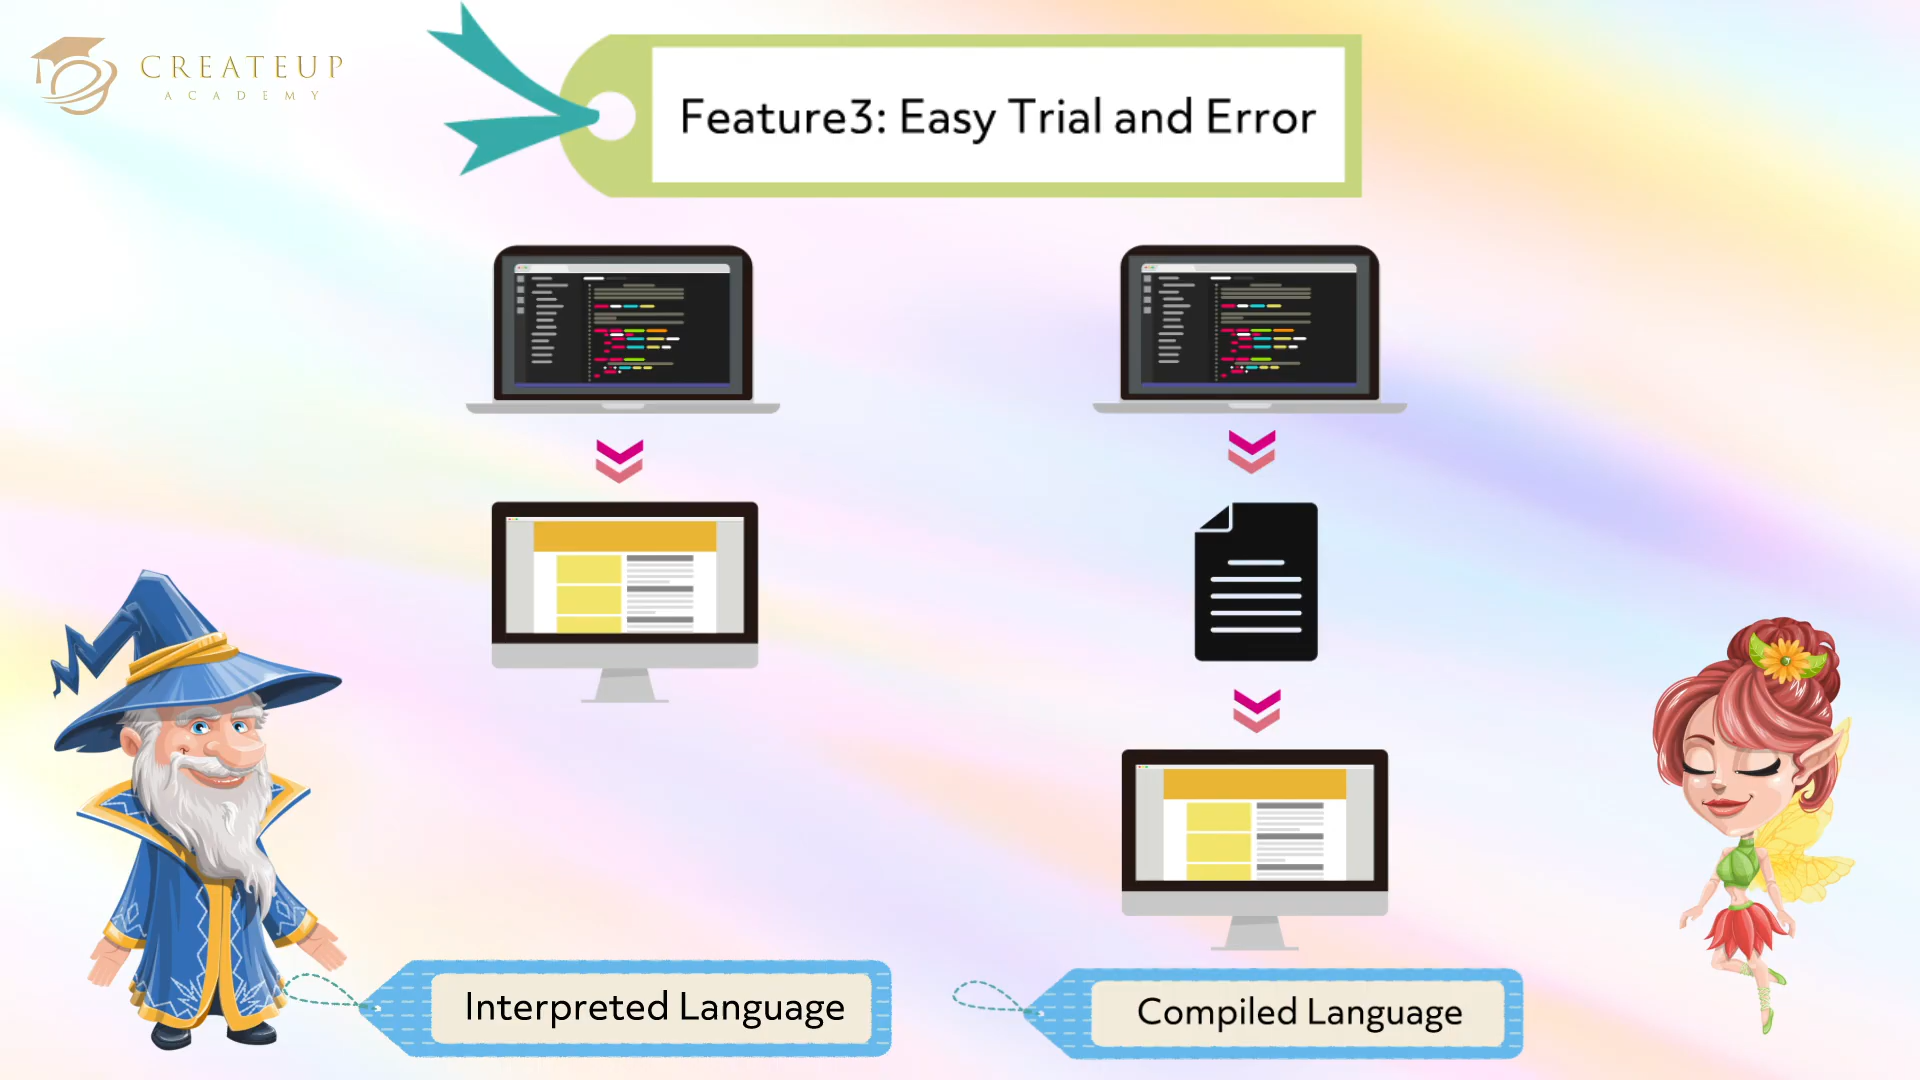 CREATEUP
ACADEMY
Feature3: Easy Trial and Error
Interpreted Language
Compiled Language